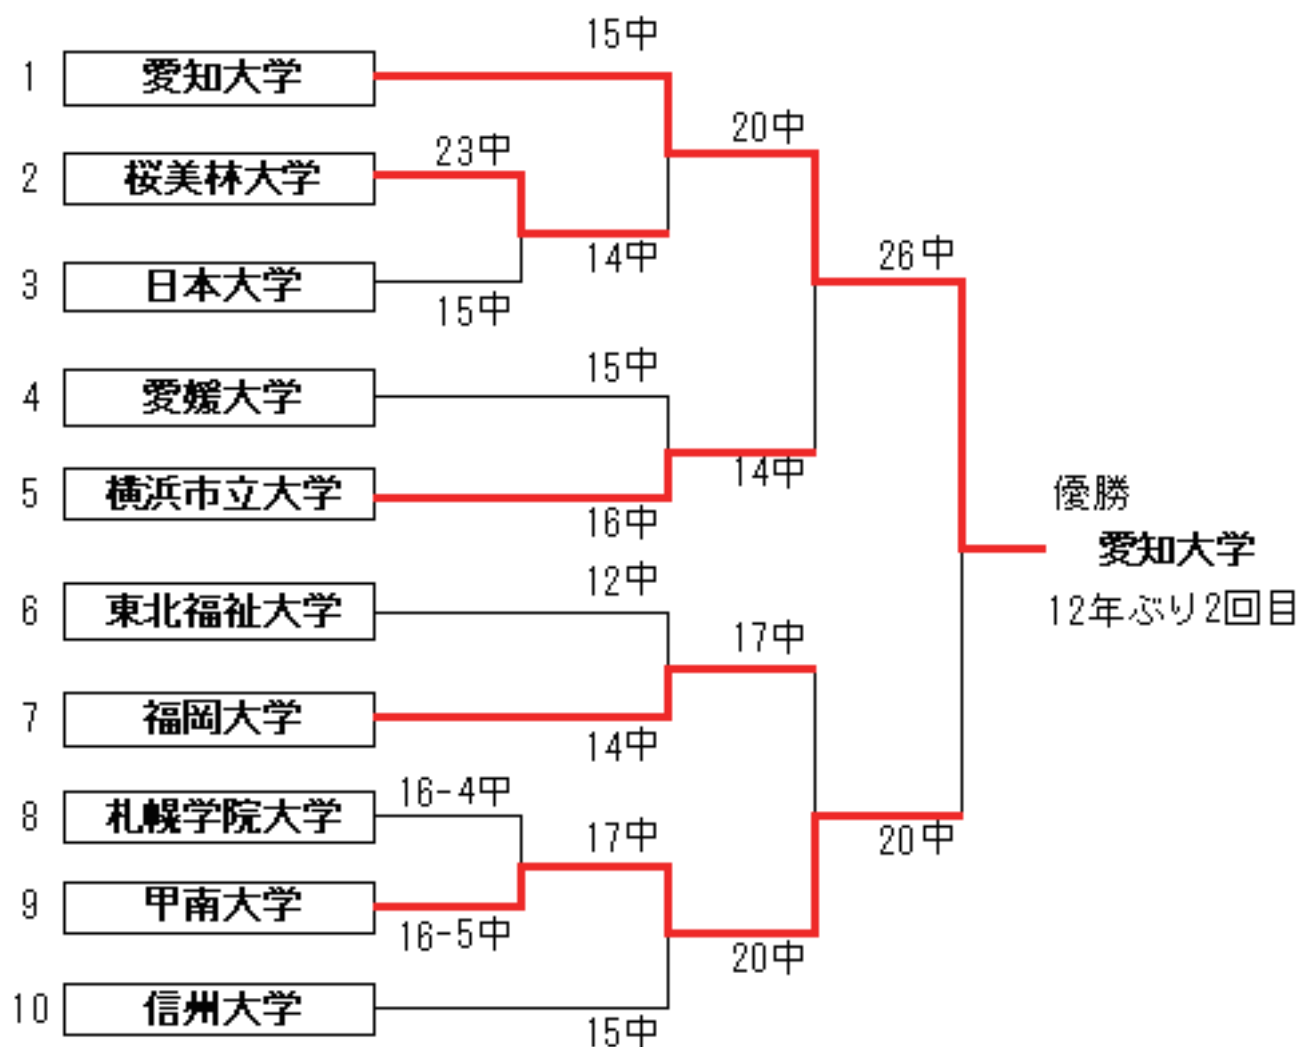 15中
1 愛知大学
20中
23中
2 桜美林大学
14中
26中
3 日本大学
15中
15中
4 愛媛大学
14中
5 横浜市立大学
16中
優勝
愛知大学
12年ぶり2回目
12中
6 東北福祉大学
17中
7 福岡大学
14中
16-4中
8 札幌学院大学
17中
20中
9 甲南大学
16-5中
20中
10 信州大学
15中